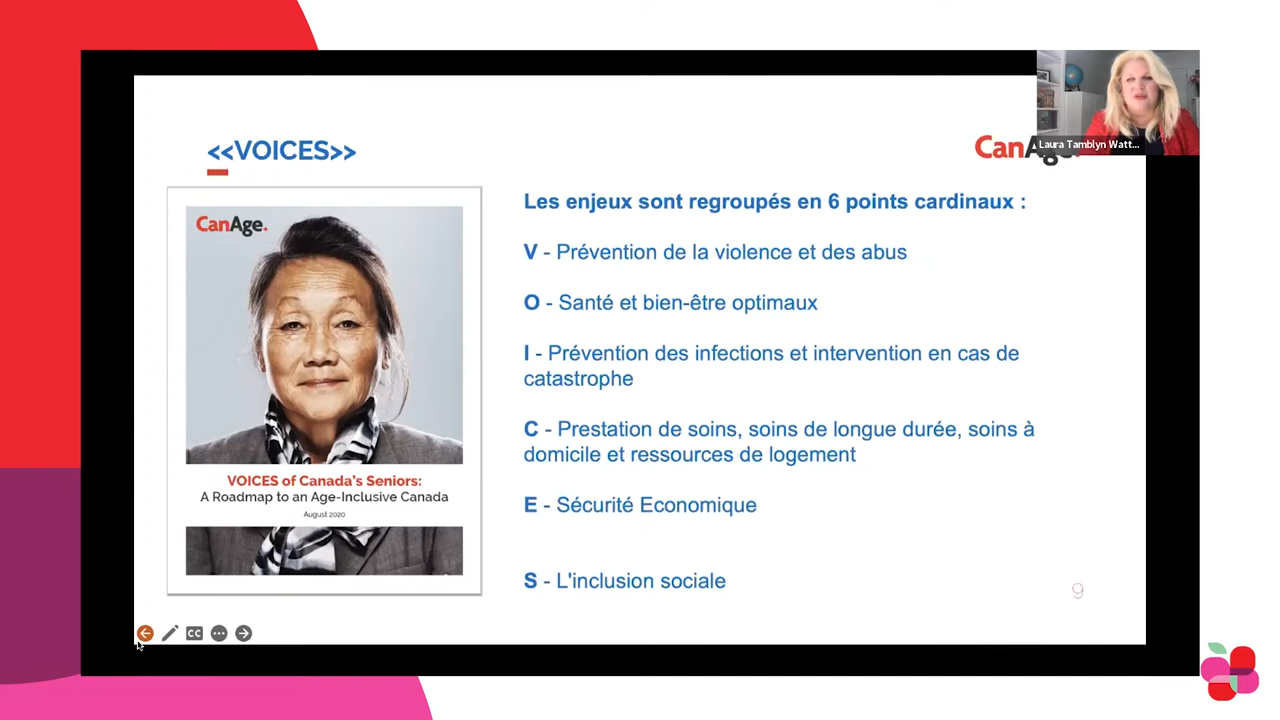 <<VOICES>>
CanAge.
Laura Tamblyn Watt...
CanAge.
VOICES of Canada's Seniors:
A Roadmap to an Age-Inclusive Canada
August 2020
Les enjeux sont regroupés en 6 points cardinaux :
V - Prévention de la violence et des abus
O - Santé et bien-être optimaux
I - Prévention des infections et intervention en cas de
catastrophe
C - Prestation de soins, soins de longue durée, soins à
domicile et ressources de logement
E - Sécurité Economique
S - L'inclusion sociale
9
CC